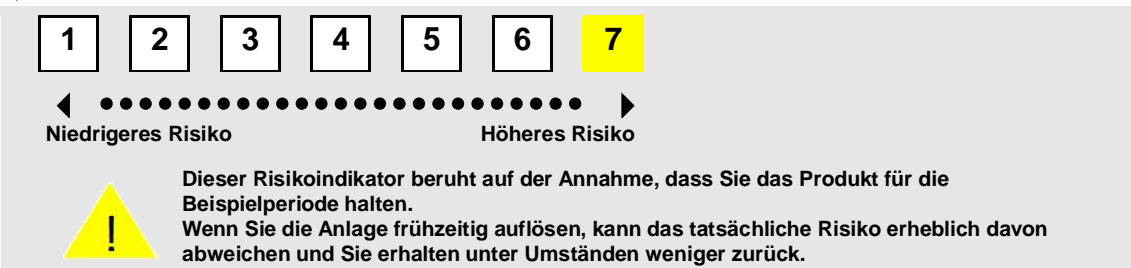 1 2 3 4 5 6 7
Niedrigeres Risiko Höheres Risiko
Dieser Risikoindikator beruht auf der Annahme, dass Sie das Produkt für die
Beispielperiode halten.
Wenn Sie die Anlage frühzeitig auflösen, kann das tatsächliche Risiko erheblich davon
abweichen und Sie erhalten unter Umständen weniger zurück.
!